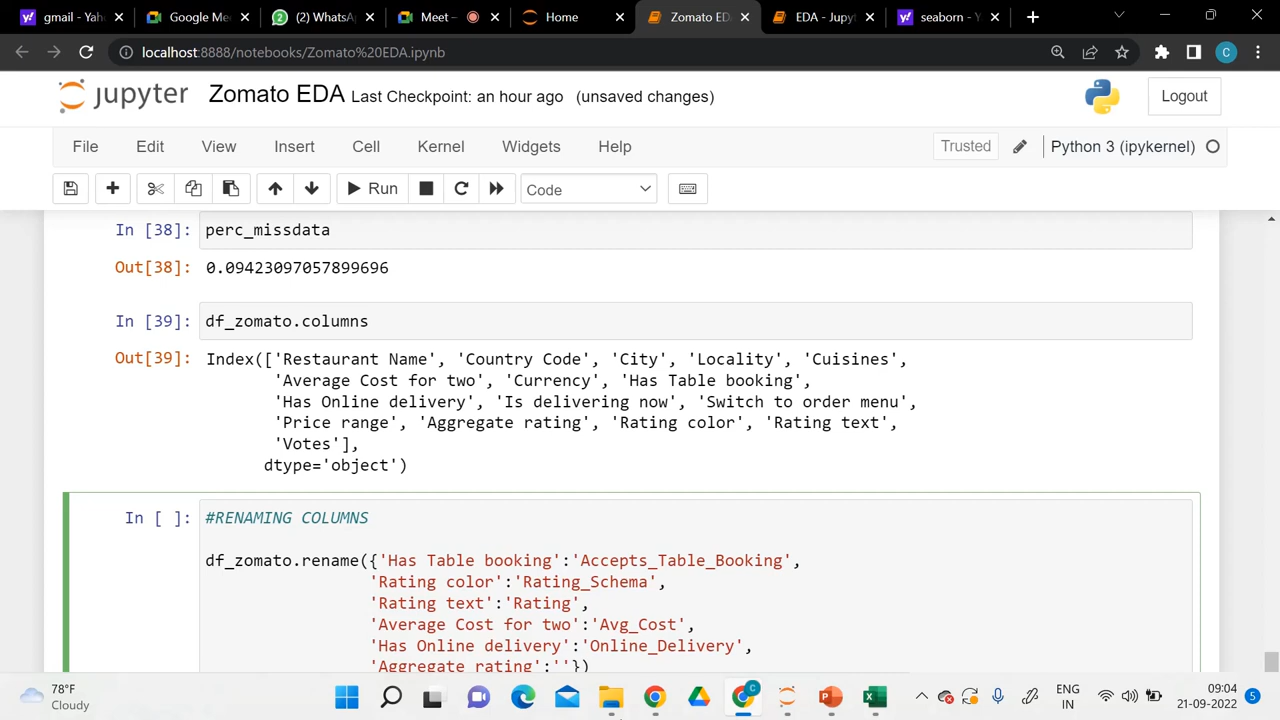 gmail - Yaho
Google Mee
(2) WhatsA
Meet –
Home
Zomato EDA
EDA - Jupyt
seaborn - Y
localhost:8888/notebooks/Zomato%20EDA.ipynb
C
jupyter Zomato EDA Last Checkpoint: an hour ago (unsaved changes)
Logout
File Edit View Insert Cell Kernel Widgets Help
Trusted
Python 3 (ipykernel)
Run
Code
In [38]: perc_missdata
Out[38]: 0.09423097057899696
In [39]: df_zomato.columns
Out[39]: Index(['Restaurant Name', 'Country Code', 'City', 'Locality', 'Cuisines',
'Average Cost for two', 'Currency', 'Has Table booking',
'Has Online delivery', 'Is delivering now', 'Switch to order menu',
'Price range', 'Aggregate rating', 'Rating color', 'Rating text',
'Votes'],
dtype='object')
In [ ]: #RENAMING COLUMNS
df_zomato.rename({'Has Table booking':'Accepts_Table_Booking',
'Rating color':'Rating_Schema',
'Rating text':'Rating',
'Average Cost for two':'Avg_Cost',
'Has Online delivery':'Online_Delivery',
'Aggregate rating':''})
78°F
Cloudy
C
ENG
IN
09:04
21-09-2022
5